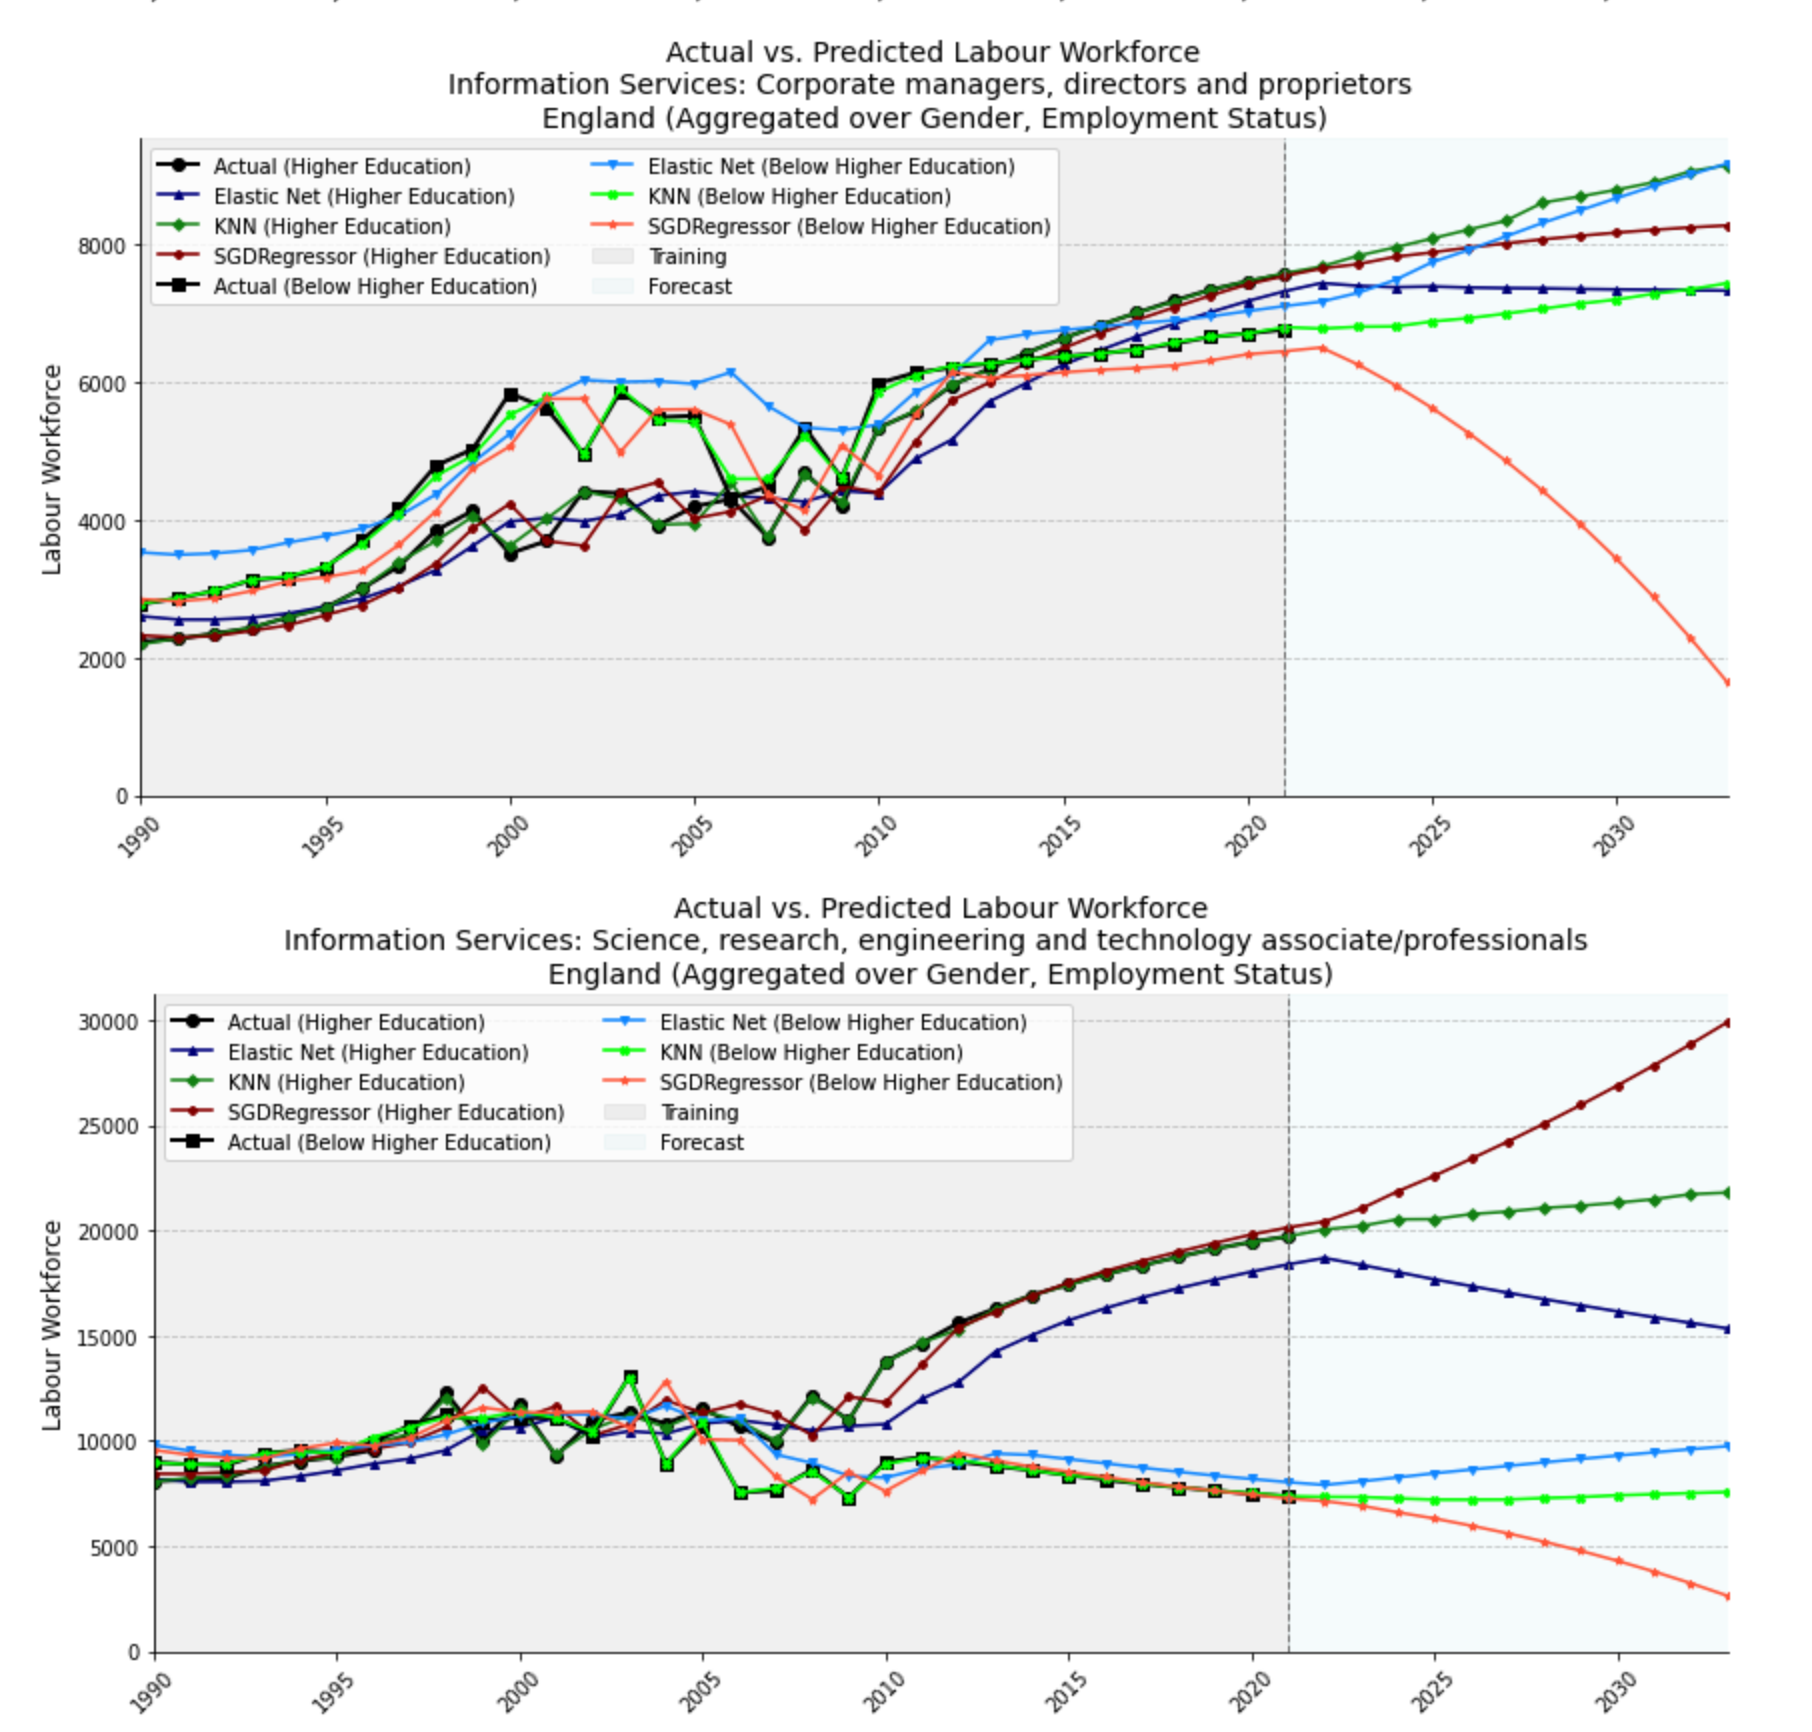 Actual vs. Predicted Labour Workforce
Information Services: Corporate managers, directors and proprietors
England (Aggregated over Gender, Employment Status)
Actual (Higher Education)
Elastic Net (Higher Education)
KNN (Higher Education)
SGDRegressor (Higher Education)
Actual (Below Higher Education)
Elastic Net (Below Higher Education)
KNN (Below Higher Education)
SGDRegressor (Below Higher Education)
Training
Forecast
Labour Workforce
8000
6000
4000
2000
0
1990
1995
2000
2005
2010
2015
2020
2025
2030
Actual vs. Predicted Labour Workforce
Information Services: Science, research, engineering and technology associate/professionals
England (Aggregated over Gender, Employment Status)
Actual (Higher Education)
Elastic Net (Higher Education)
KNN (Higher Education)
SGDRegressor (Higher Education)
Actual (Below Higher Education)
Elastic Net (Below Higher Education)
KNN (Below Higher Education)
SGDRegressor (Below Higher Education)
Training
Forecast
Labour Workforce
30000
25000
20000
15000
10000
5000
0
1990
1995
2000
2005
2010
2015
2020
2025
2030